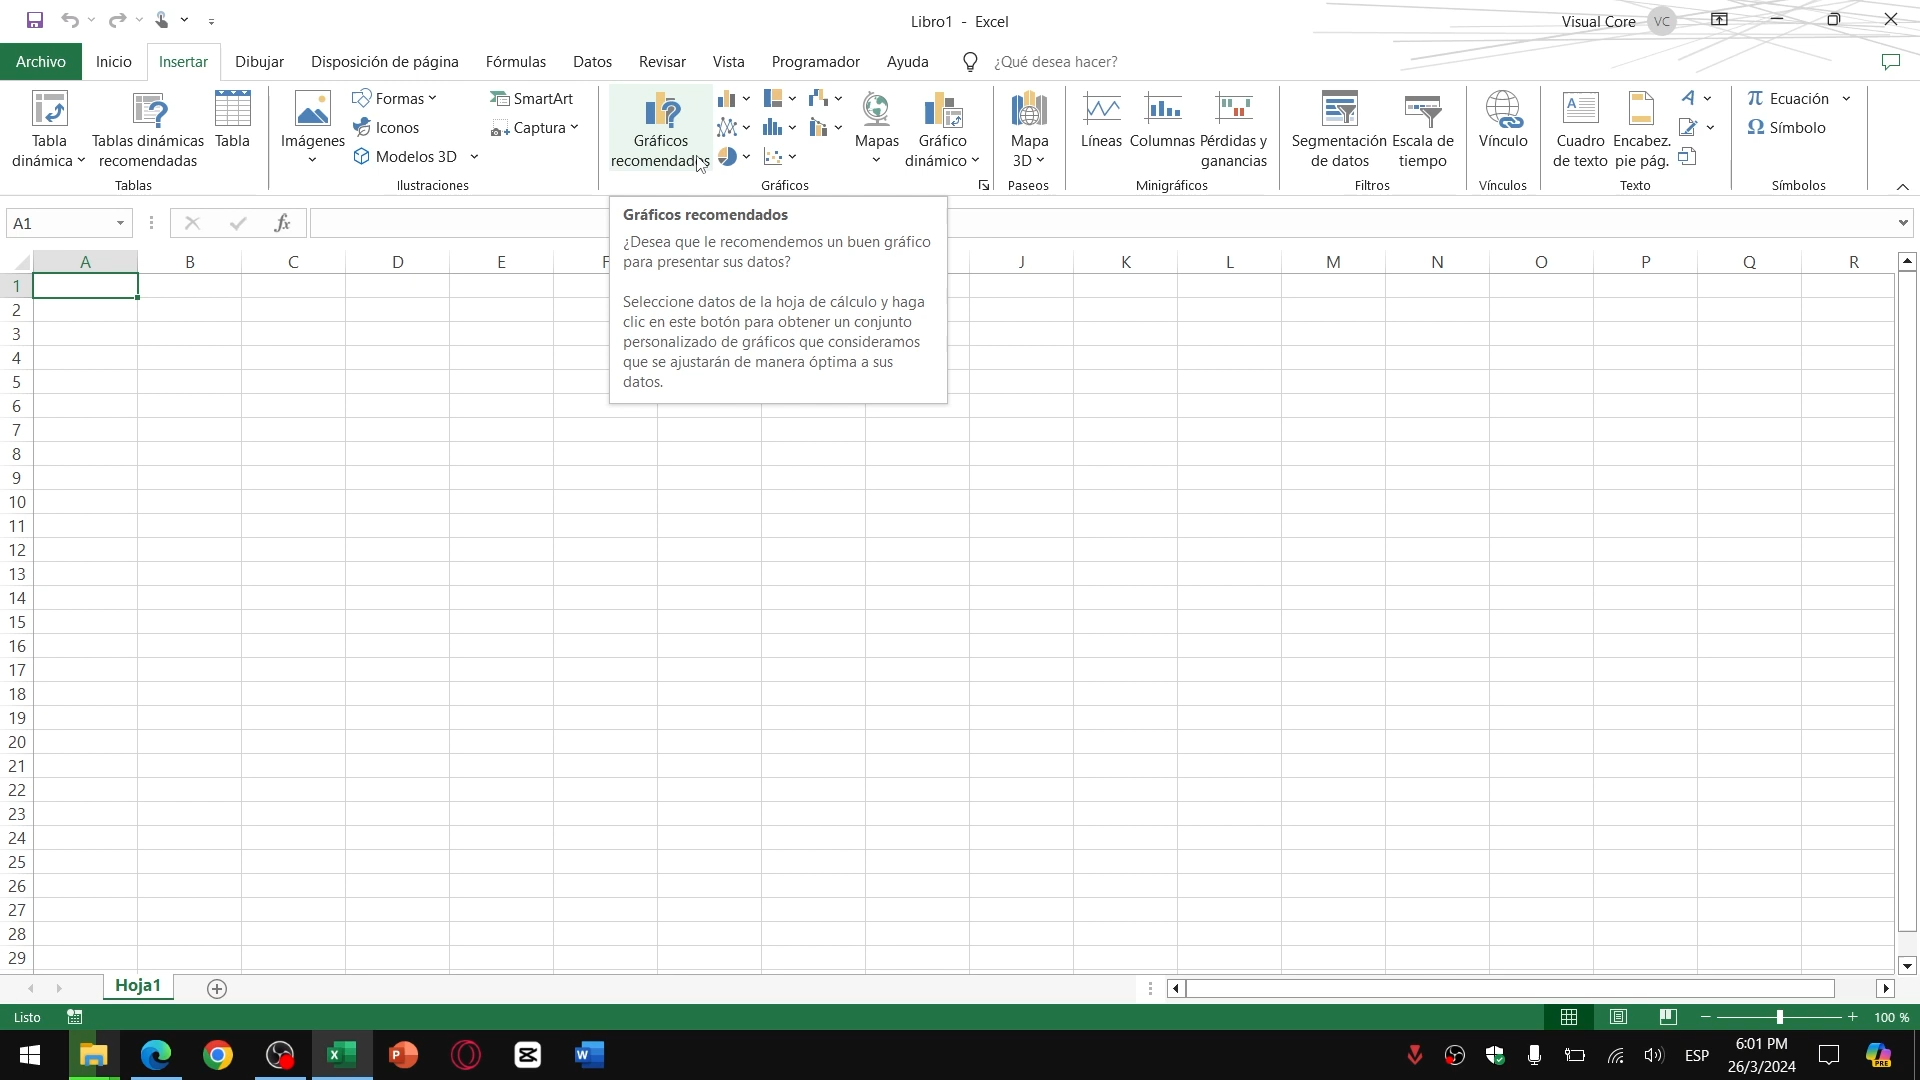 Libro1 - Excel
Visual Core VC
Archivo Inicio Insertar Dibujar Disposición de página Fórmulas Datos Revisar Vista Programador Ayuda ¿Qué desea hacer?
Tabla
dinámica
Tablas dinámicas
recomendadas
Tabla
Tablas
Imágenes
Formas
Iconos
Modelos 3D
SmartArt
Captura
Ilustraciones
Gráficos
recomendados
Mapas
Gráfico
dinámico
Gráficos
Mapa
3D
Paseos
Líneas
Columnas
Pérdidas y
ganancias
Minigráficos
Segmentación
de datos
Escala de
tiempo
Filtros
Vínculo
Vínculos
Cuadro
de texto
Encabez.
pie pág.
Texto
Ecuación
Símbolo
Símbolos
A1
fx
Gráficos recomendados
¿Desea que le recomendemos un buen gráfico
para presentar sus datos?
Seleccione datos de la hoja de cálculo y haga
clic en este botón para obtener un conjunto
personalizado de gráficos que consideramos
que se ajustarán de manera óptima a sus
datos.
A B C D E F J K L M N O P Q R
1
2
3
4
5
6
7
8
9
10
11
12
13
14
15
16
17
18
19
20
21
22
23
24
25
26
27
28
29
Hoja1
Listo
100 %
ESP
6:01 PM
26/3/2024